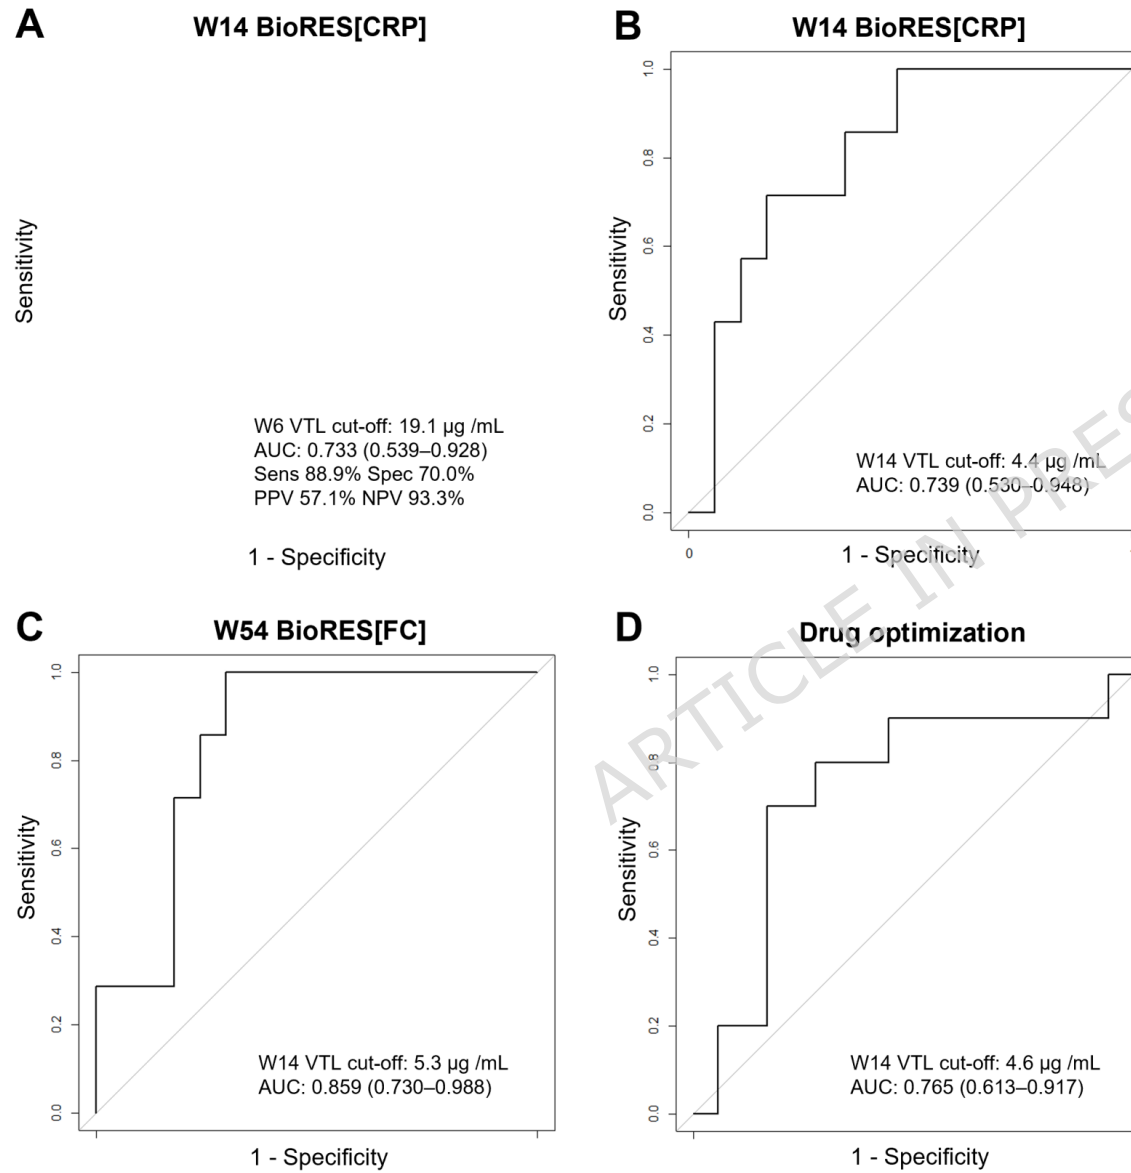 A
W14 BioRES[CRP]
Sensitivity
W6 VTL cut-off: 19.1 µg /mL
AUC: 0.733 (0.539–0.928)
Sens 88.9% Spec 70.0%
PPV 57.1% NPV 93.3%
1 - Specificity
B
W14 BioRES[CRP]
Sensitivity
1.0
0.8
0.6
0.4
0.2
0.0
W14 VTL cut-off: 4.4 µg /mL
AUC: 0.739 (0.530–0.948)
0
1 - Specificity
C
W54 BioRES[FC]
Sensitivity
1.0
0.8
0.6
0.4
0.2
0.0
W14 VTL cut-off: 5.3 µg /mL
AUC: 0.859 (0.730–0.988)
1 - Specificity
D
Drug optimization
Sensitivity
1.0
0.8
0.6
0.4
0.2
0.0
W14 VTL cut-off: 4.6 µg /mL
AUC: 0.765 (0.613–0.917)
1 - Specificity
ARTICLE IN PRES